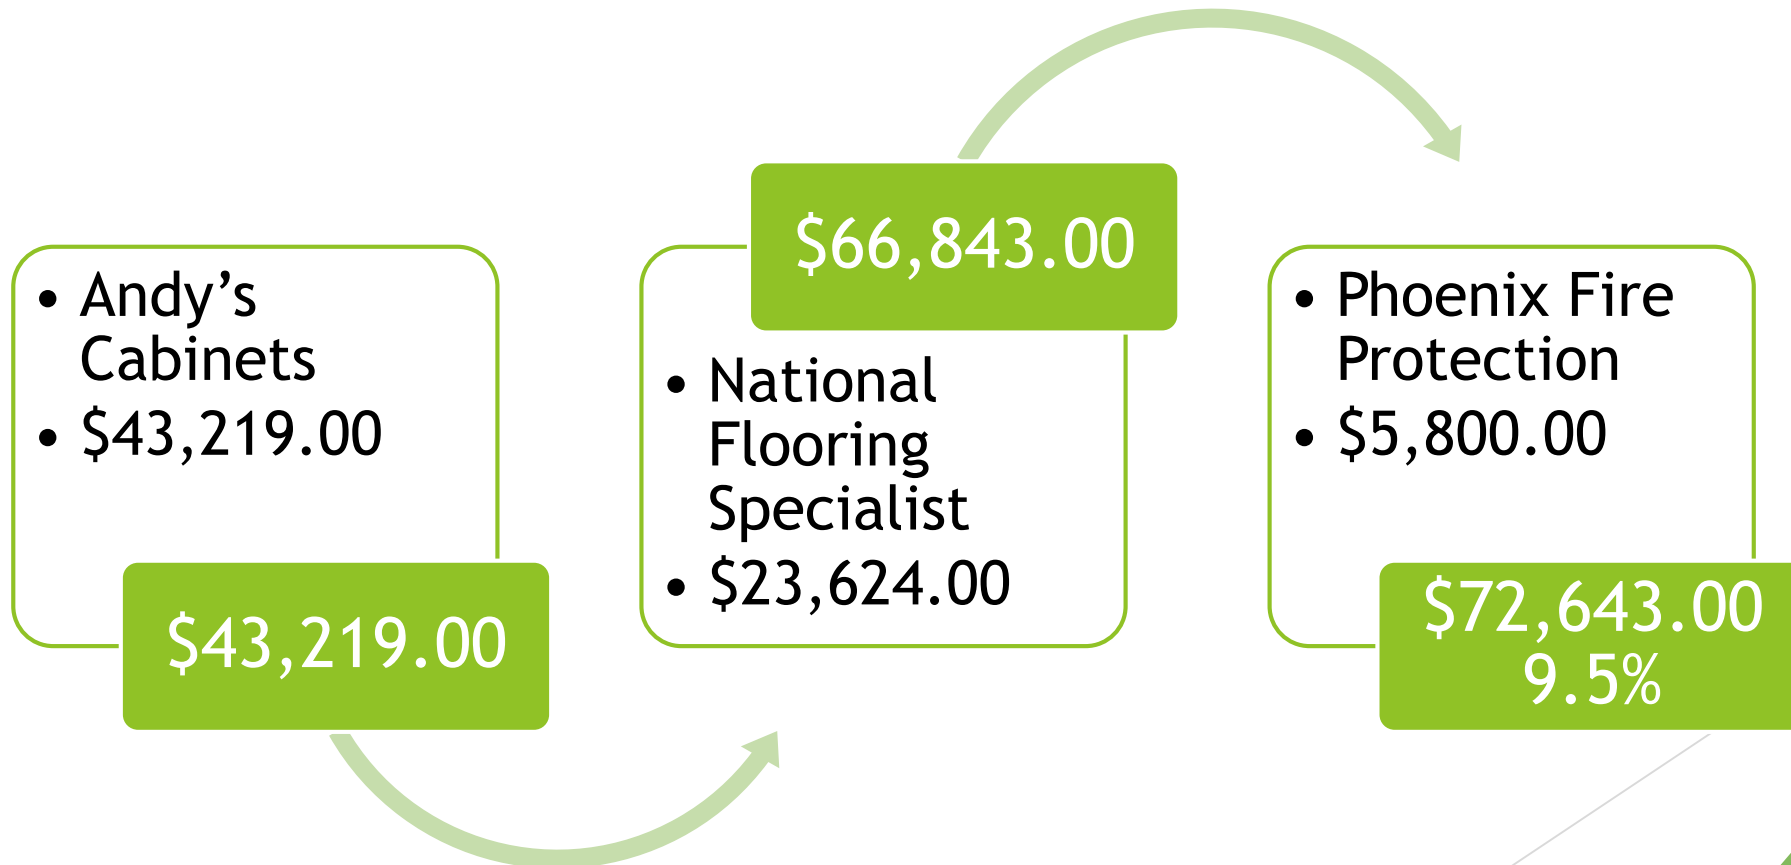 • Andy’s
Cabinets
• $43,219.00
$43,219.00
$66,843.00
• National
Flooring
Specialist
• $23,624.00
• Phoenix Fire
Protection
• $5,800.00
$72,643.00
9.5%